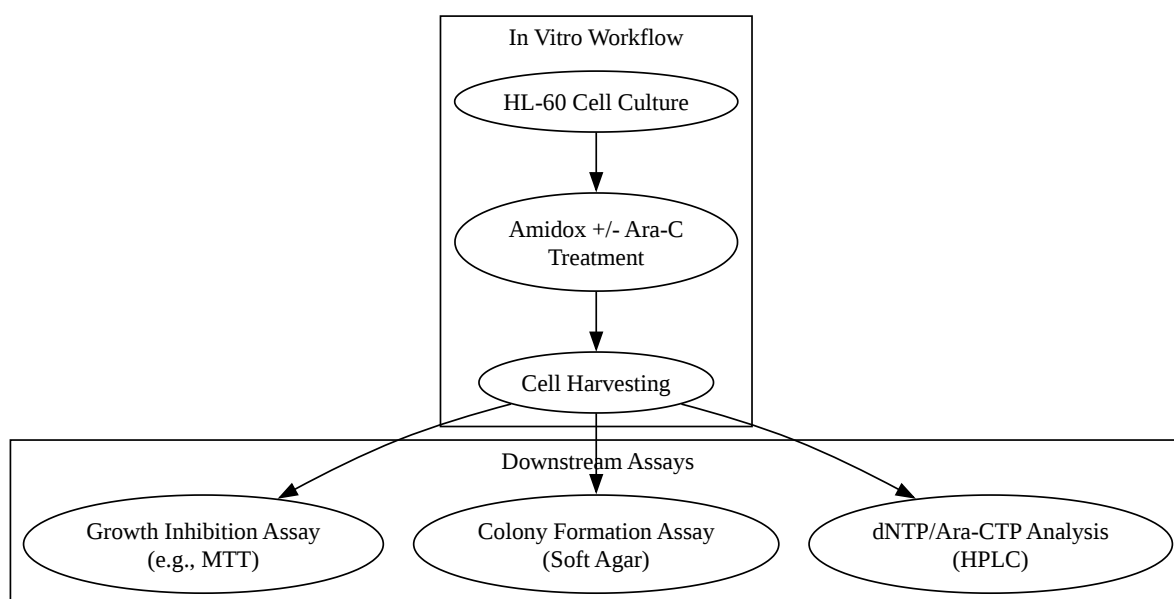 In Vitro Workflow
HL-60 Cell Culture
Amidox +/- Ara-C
Treatment
Cell Harvesting
Downstream Assays
Growth Inhibition Assay
(e.g., MTT)
Colony Formation Assay
(Soft Agar)
dNTP/Ara-CTP Analysis
(HPLC)